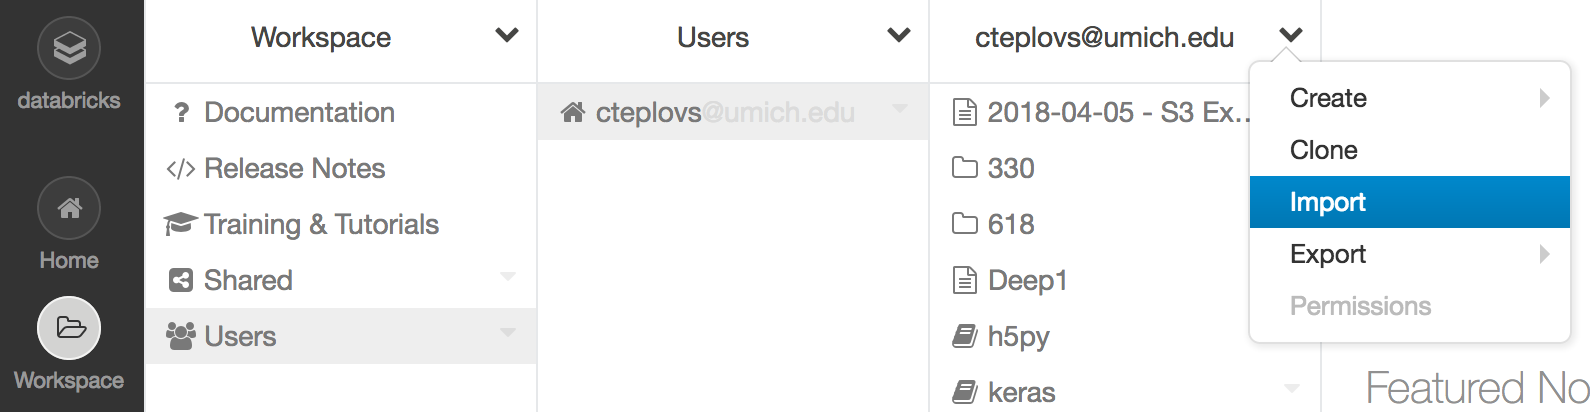 databricks
Home
Workspace
Workspace
Documentation
Release Notes
Training & Tutorials
Shared
Users
Users
cteplovs@umich.edu
cteplovs@umich.edu
2018-04-05 - S3 Ex...
330
618
Deep1
h5py
keras
Create
Clone
Import
Export
Permissions
Featured No